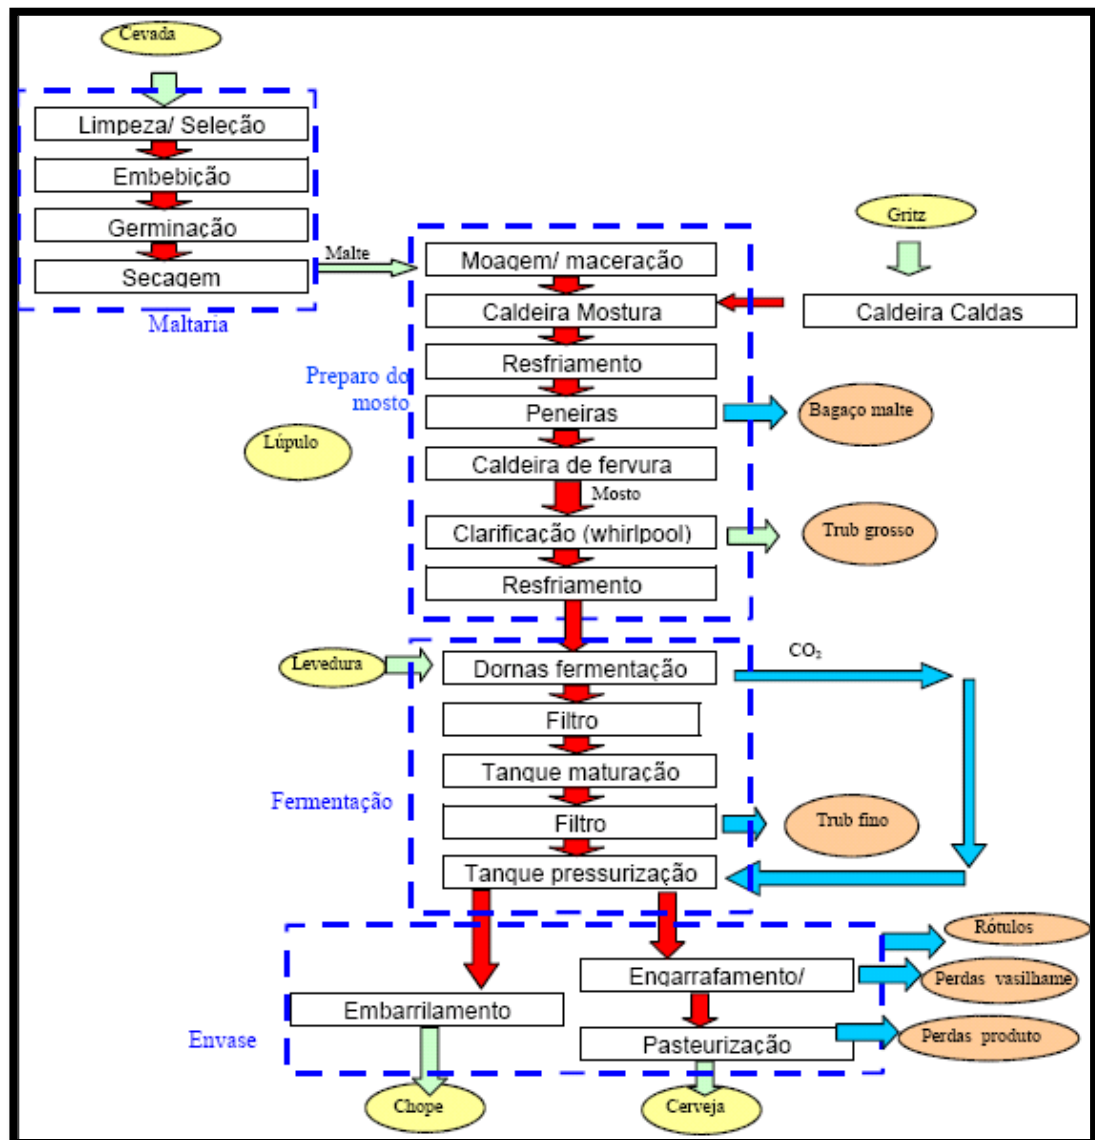 Cevada
Limpeza/ Seleção
Embebição
Germinação
Secagem
Maltaria
Malte
Gritz
Moagem/ maceração
Caldeira Mostura
Caldeira Caldas
Resfriamento
Preparo do
mosto
Peneiras
Bagaço malte
Lúpulo
Caldeira de fervura
Mosto
Clarificação (whirlpool)
Trub grosso
Resfriamento
Levedura
Dornas fermentação
CO₂
Filtro
Tanque maturação
Fermentação
Filtro
Trub fino
Tanque pressurização
Rótulos
Engarrafamento/
Perdas vasilhame
Embarrilamento
Envase
Pasteurização
Perdas produto
Chope
Cerveja